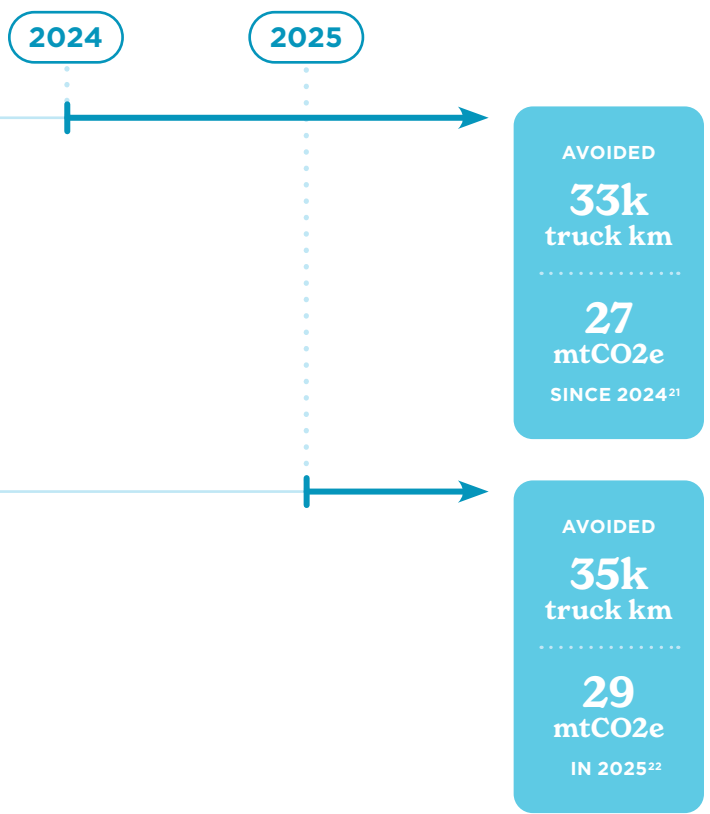 2024
2025
AVOIDED
33k
truck km
27
mtCO2e
SINCE 2024²¹
AVOIDED
35k
truck km
29
mtCO2e
IN 2025²²